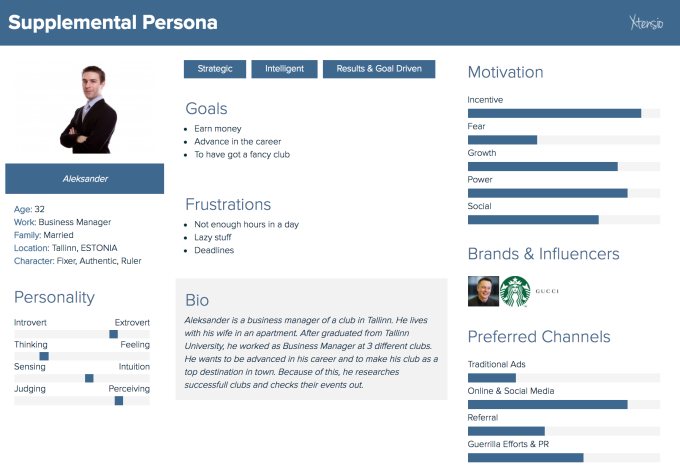 Supplemental Persona
Xtensio
Aleksander
Age: 32
Work: Business Manager
Family: Married
Location: Tallinn, ESTONIA
Character: Fixer, Authentic, Ruler
Personality
Introvert Extrovert
Thinking Feeling
Sensing Intuition
Judging Perceiving
Strategic Intelligent Results & Goal Driven
Goals
Earn money
Advance in the career
To have got a fancy club
Frustrations
Not enough hours in a day
Lazy stuff
Deadlines
Bio
Aleksander is a business manager of a club in Tallinn. He lives
with his wife in an apartment. After graduated from Tallinn
University, he worked as Business Manager at 3 different clubs.
He wants to be advanced in his career and to make his club as a
top destination in town. Because of this, he researches
successfull clubs and checks their events out.
Motivation
Incentive
Fear
Growth
Power
Social
Brands & Influencers
GUCCI
Preferred Channels
Traditional Ads
Online & Social Media
Referral
Guerrilla Efforts & PR